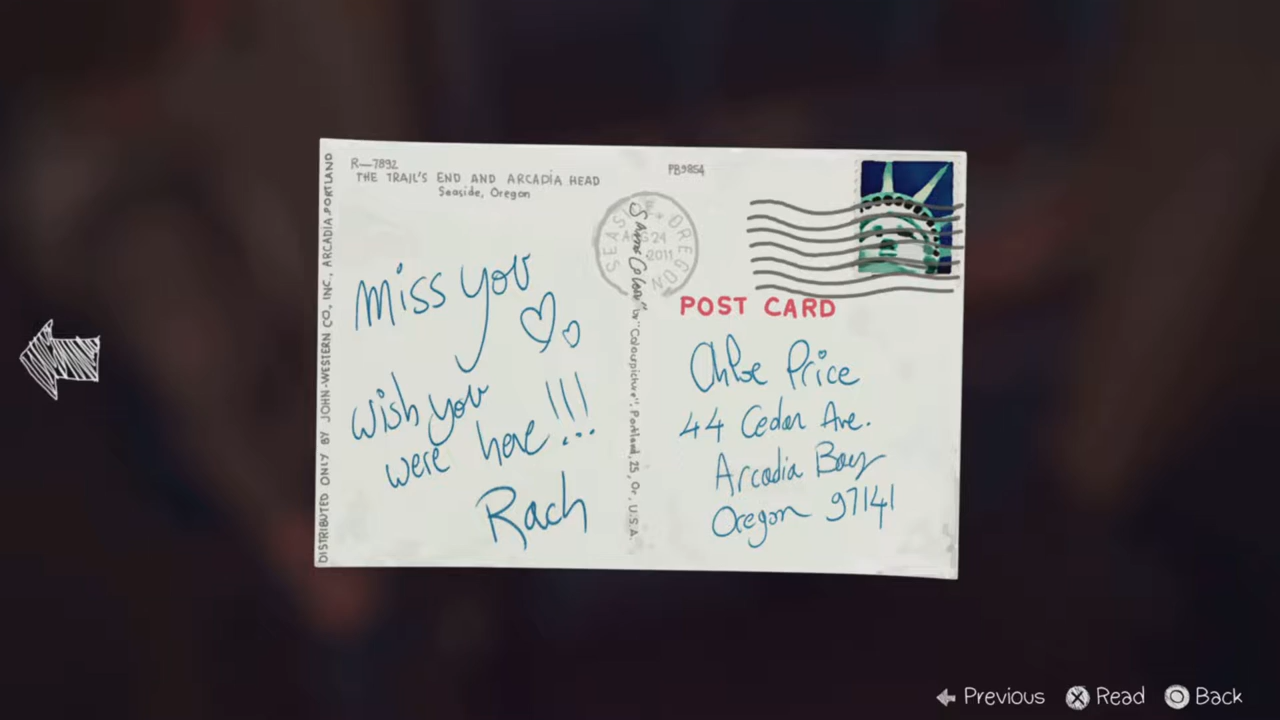 R—7892
THE TRAIL'S END AND ARCADIA HEAD
Seaside, Oregon
PB9854
DISTRIBUTED ONLY BY JOHN-WESTERN CO., INC., ARCADIA, PORTLAND
SEASIDE OREGON
AUG 24
2011
by "Colourpicture", Portland, 25, Or, U.S.A.
POST CARD
Miss you
Wish you
were here!!!
Rach
Chloe Price
44 Cedar Ave.
Arcadia Bay
Oregon 97141
Previous
Read
Back